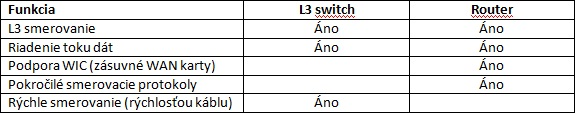 Funkcia L3 switch Router
L3 smerovanie Áno Áno
Riadenie toku dát Áno Áno
Podpora WIC (zásuvné WAN karty) Áno
Pokročilé smerovacie protokoly Áno
Rýchle smerovanie (rýchlosťou káblu) Áno